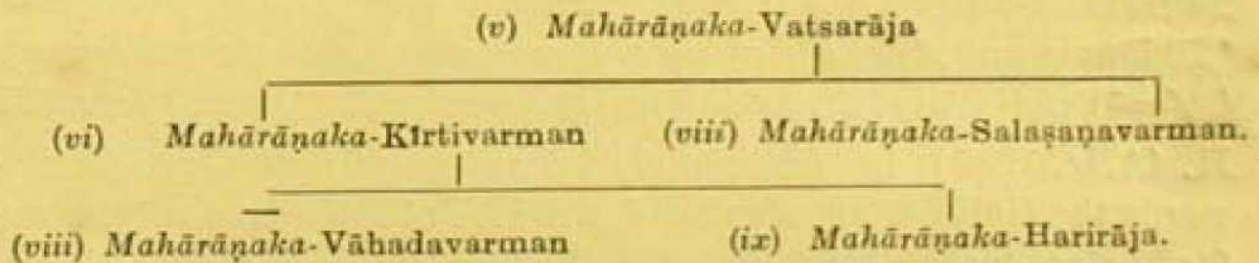 (v) Mahārāṇaka-Vatsarāja
(vi) Mahārāṇaka-Kīrtivarman (viii) Mahārāṇaka-Salaṣaṇavarman.
(viii) Mahārāṇaka-Vāhadavarman (ix) Mahārāṇaka-Harirāja.